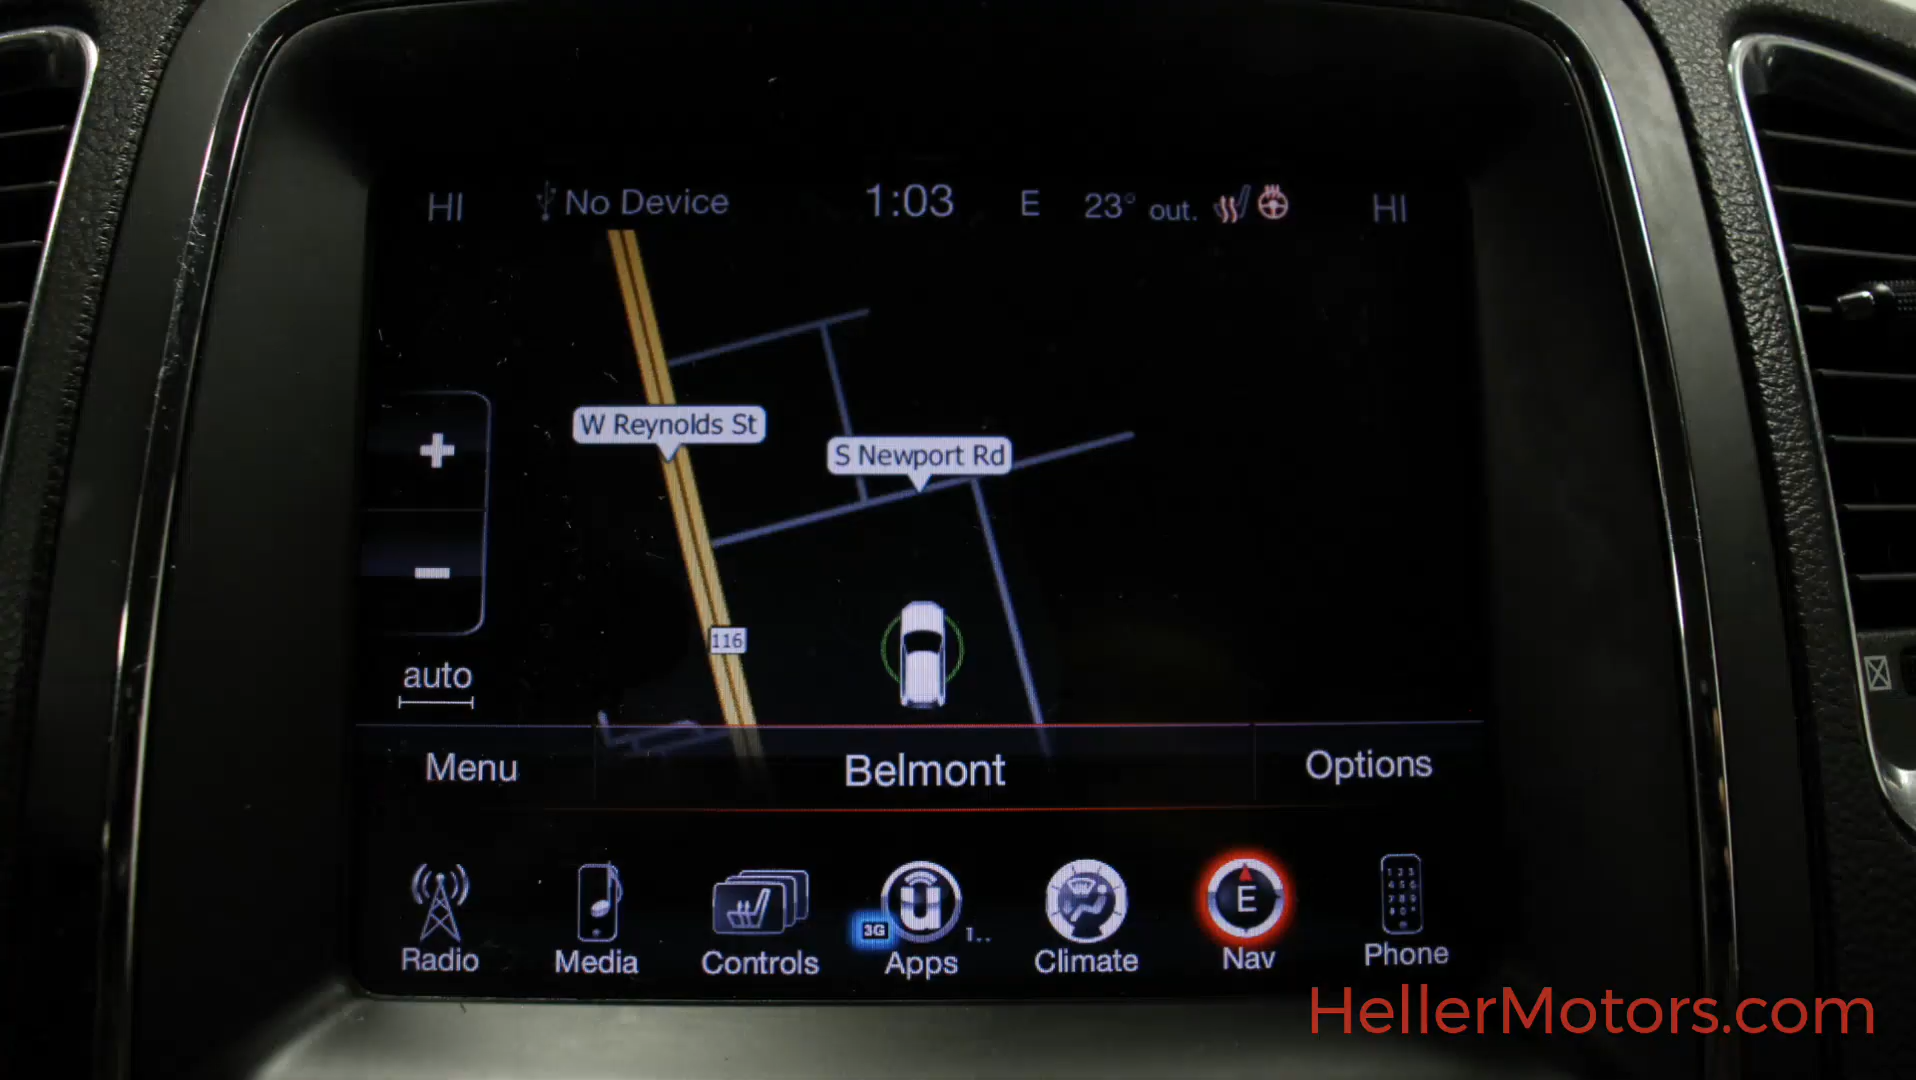 HI No Device 1:03 E 23° out. HI
W Reynolds St
S Newport Rd
116
auto
Menu Belmont Options
3G 1.. E
Radio Media Controls Apps Climate Nav Phone
HellerMotors.com